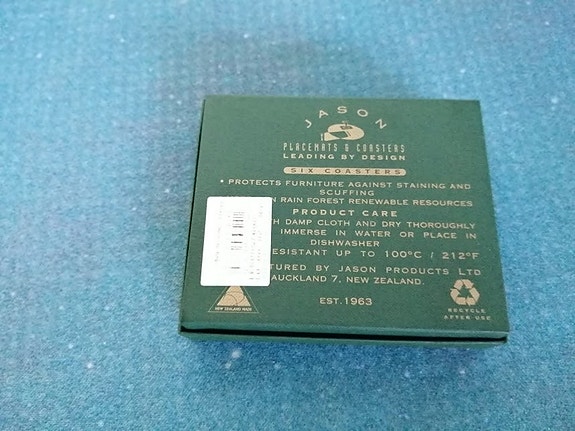 JASON
PLACEMATS & COASTERS
LEADING BY DESIGN
SIX COASTERS
• PROTECTS FURNITURE AGAINST STAINING AND
SCUFFING
RAIN FOREST RENEWABLE RESOURCES
PRODUCT CARE
DAMP CLOTH AND DRY THOROUGHLY
IMMERSE IN WATER OR PLACE IN
DISHWASHER
UP TO 100°C / 212°F
BY JASON PRODUCTS LTD
AUCKLAND 7, NEW ZEALAND.
EST.1963
NEW ZEALAND MADE
RECYCLE
AFTER USE